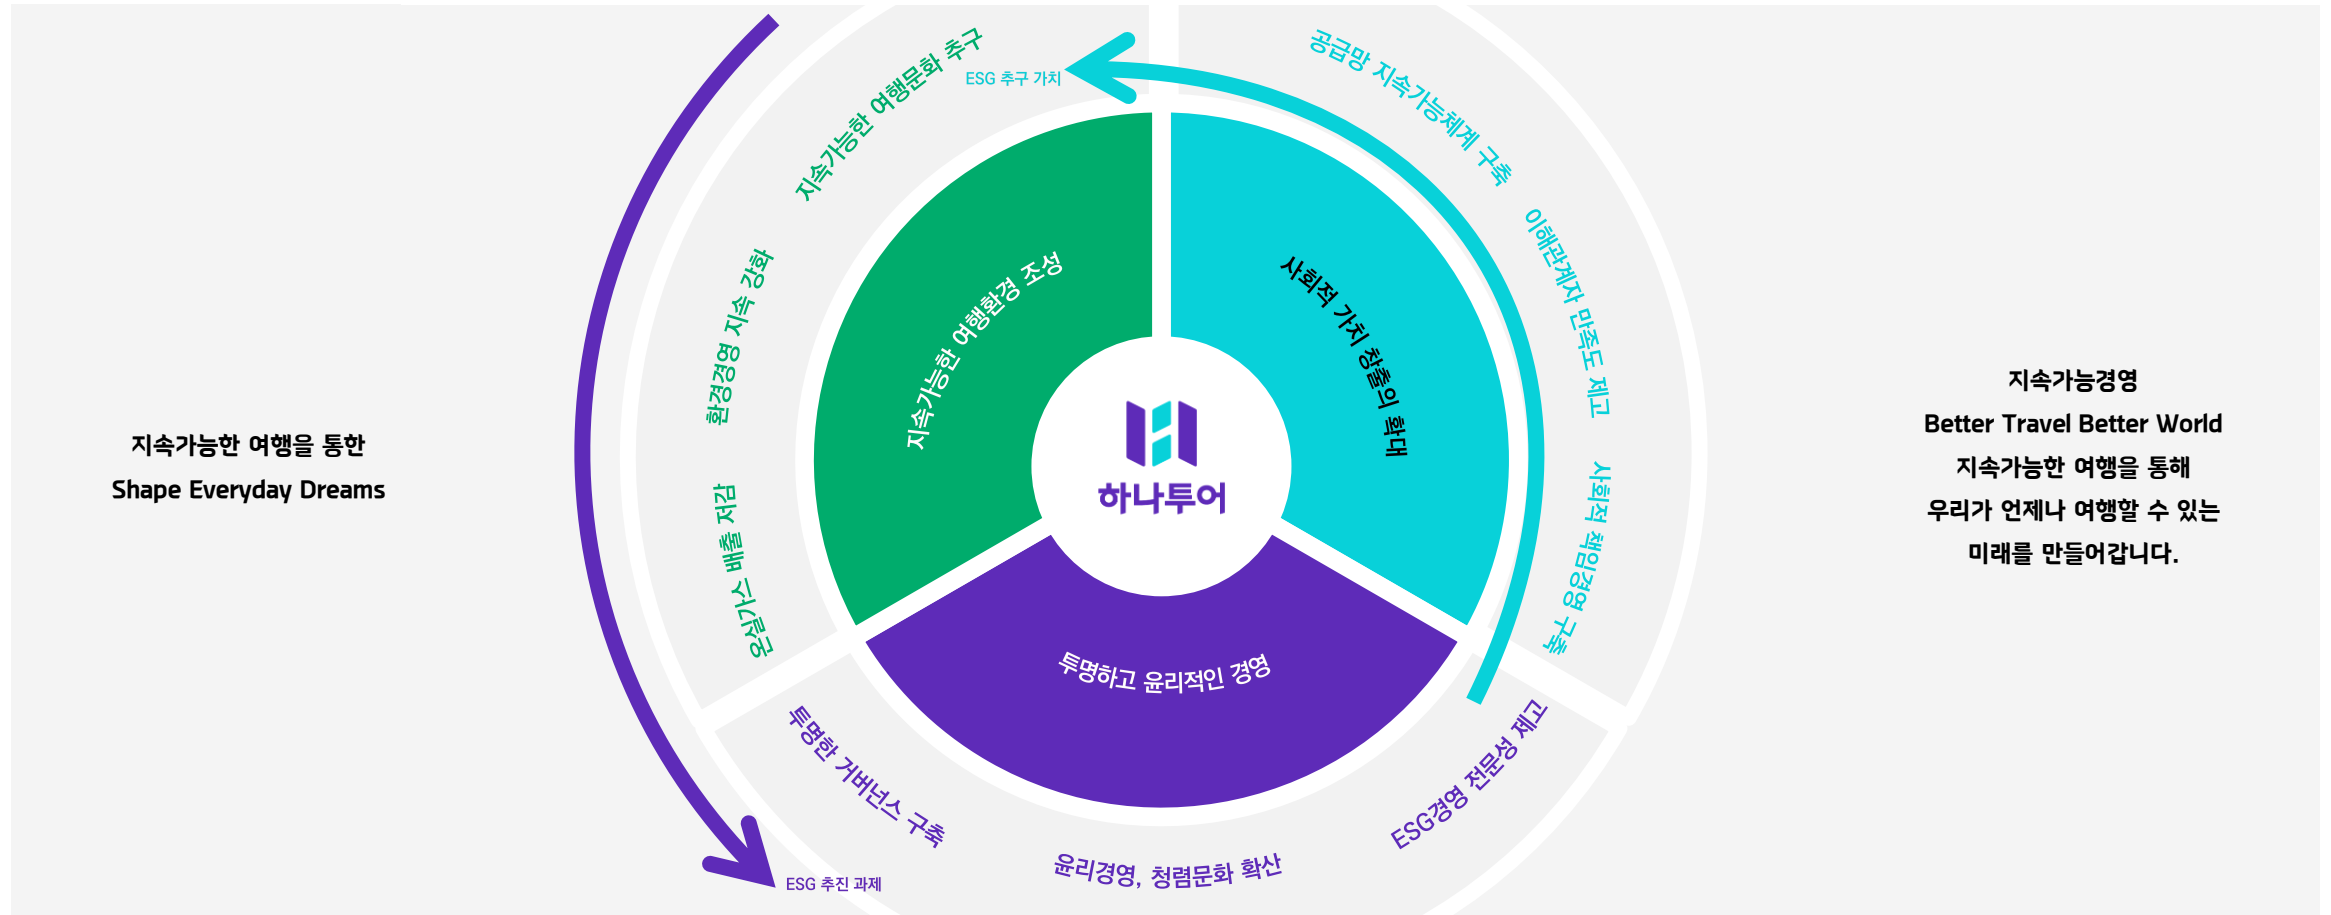 지속가능한 여행을 통한
Shape Everyday Dreams
지속가능한 여행문화 추구
환경경영 지속 강화
온실가스 배출 저감
ESG 추구 가치
공급망 지속가능체계 구축
이해관계자 만족도 제고
사회적 책임경영 구축
지속가능한 여행환경 조성
사회적 가치 창출의 확대
하나투어
투명하고 윤리적인 경영
투명한 거버넌스 구축
윤리경영, 청렴문화 확산
ESG경영 전문성 제고
ESG 추진 과제
지속가능경영
Better Travel Better World
지속가능한 여행을 통해
우리가 언제나 여행할 수 있는
미래를 만들어갑니다.